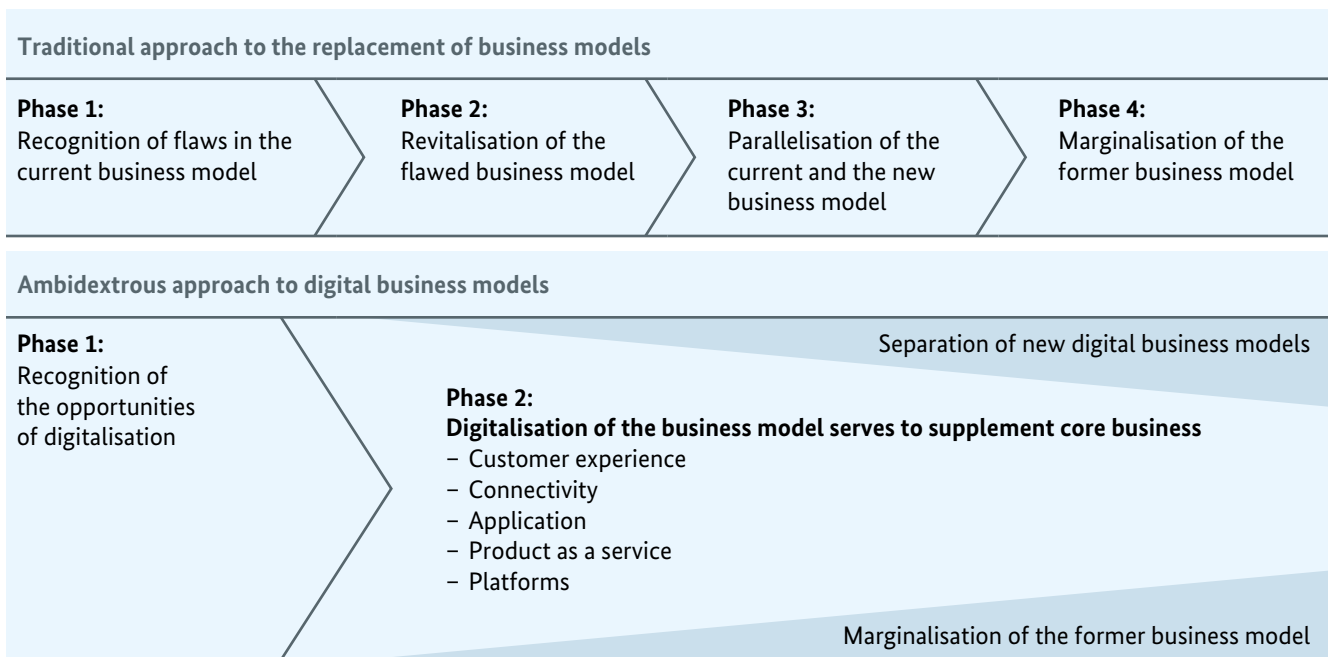 Traditional approach to the replacement of business models
Phase 1:
Recognition of flaws in the
current business model
Phase 2:
Revitalisation of the
flawed business model
Phase 3:
Parallelisation of the
current and the new
business model
Phase 4:
Marginalisation of the
former business model
Ambidextrous approach to digital business models
Phase 1:
Recognition of
the opportunities
of digitalisation
Separation of new digital business models
Phase 2:
Digitalisation of the business model serves to supplement core business
– Customer experience
– Connectivity
– Application
– Product as a service
– Platforms
Marginalisation of the former business model